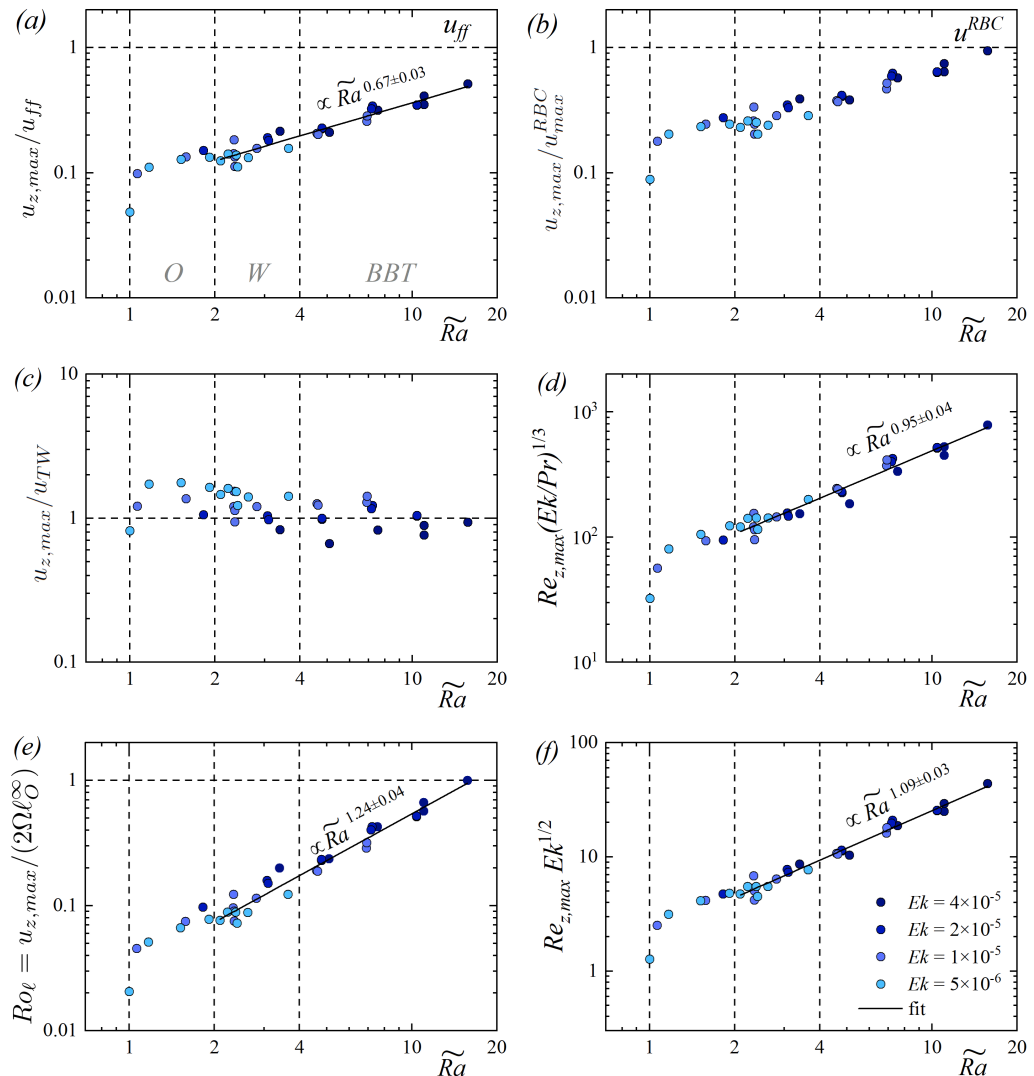 (a)
u_ff
1
∝ R̃a^0.67±0.03
u_z,max/u_ff
0.1
O W BBT
0.01
1 2 4 10 20
R̃a
(b)
u^RBC
1
u_z,max/u_max^RBC
0.1
0.01
1 2 4 10 20
R̃a
(c)
10
u_z,max/u_TW
1
0.1
1 2 4 10 20
R̃a
(d)
10^3
∝ R̃a^0.95±0.04
Re_z,max(Ek/Pr)^1/3
10^2
10^1
1 2 4 10 20
R̃a
(e)
1
∝ R̃a^1.24±0.04
Ro_ℓ = u_z,max/(2Ωℓ_O^∞)
0.1
0.01
1 2 4 10 20
R̃a
(f)
100
∝ R̃a^1.09±0.03
Re_z,max Ek^1/2
10
1
Ek = 4×10^-5
Ek = 2×10^-5
Ek = 1×10^-5
Ek = 5×10^-6
fit
1 2 4 10 20
R̃a